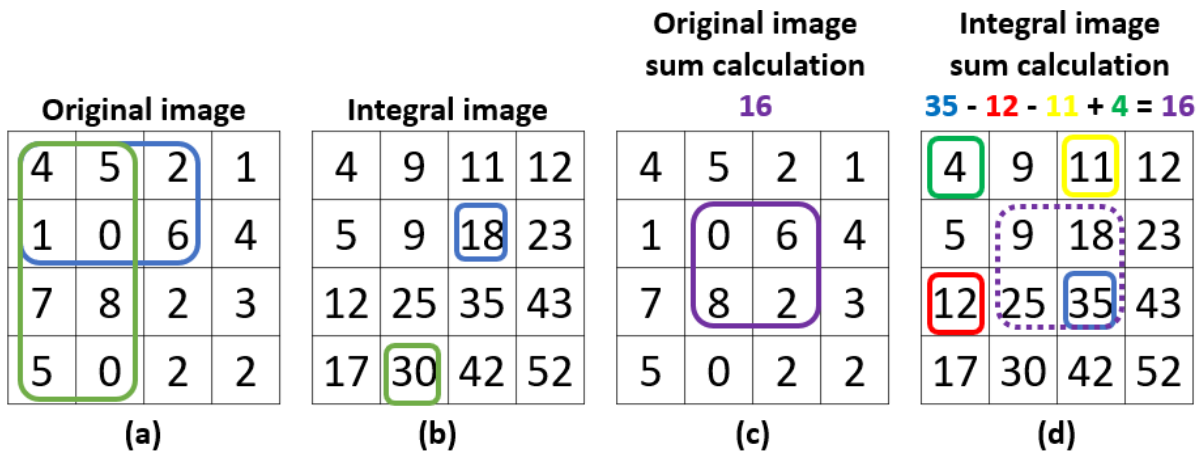 Original image
Integral image
Original image
sum calculation
16
Integral image
sum calculation
35 - 12 - 11 + 4 = 16
4 5 2 1
1 0 6 4
7 8 2 3
5 0 2 2
(a)
4 9 11 12
5 9 18 23
12 25 35 43
17 30 42 52
(b)
4 5 2 1
1 0 6 4
7 8 2 3
5 0 2 2
(c)
4 9 11 12
5 9 18 23
12 25 35 43
17 30 42 52
(d)